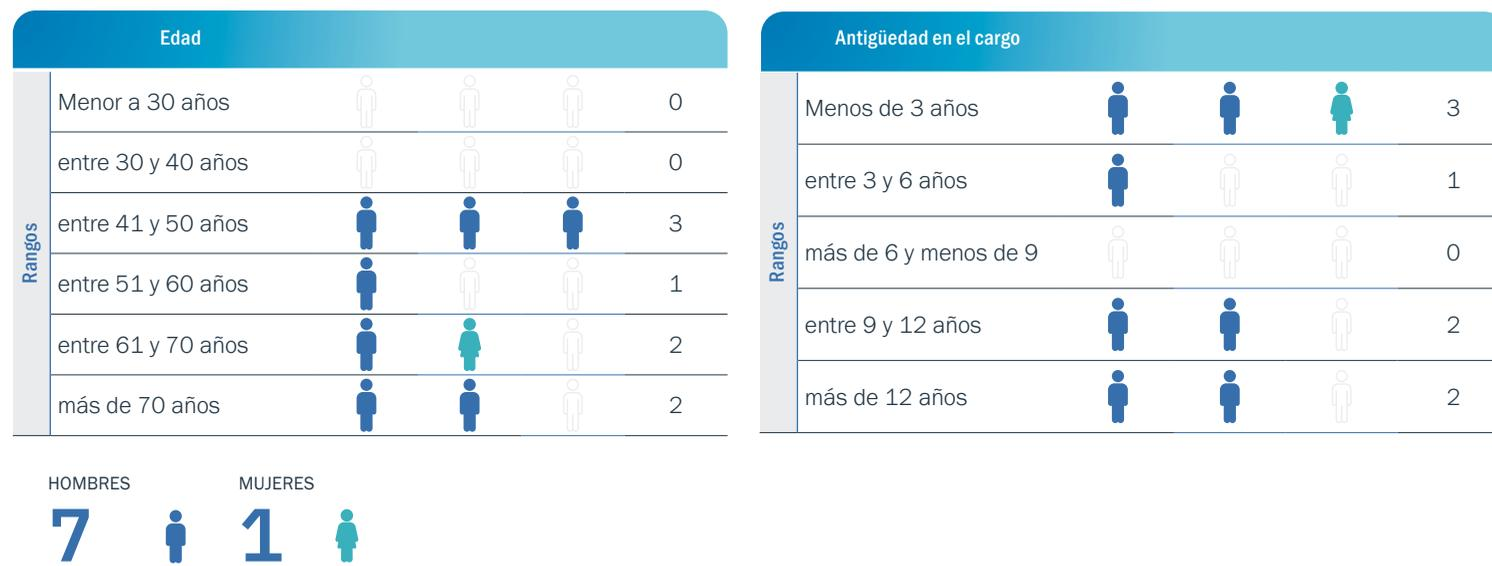 Edad
Rangos
Menor a 30 años 0
entre 30 y 40 años 0
entre 41 y 50 años 3
entre 51 y 60 años 1
entre 61 y 70 años 2
más de 70 años 2
Antigüedad en el cargo
Rangos
Menos de 3 años 3
entre 3 y 6 años 1
más de 6 y menos de 9 0
entre 9 y 12 años 2
más de 12 años 2
HOMBRES MUJERES
7 1